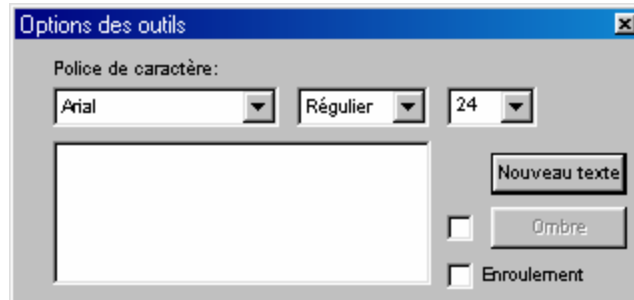 Options des outils
Police de caractère:
Arial Régulier 24
Nouveau texte
Ombre
Enroulement